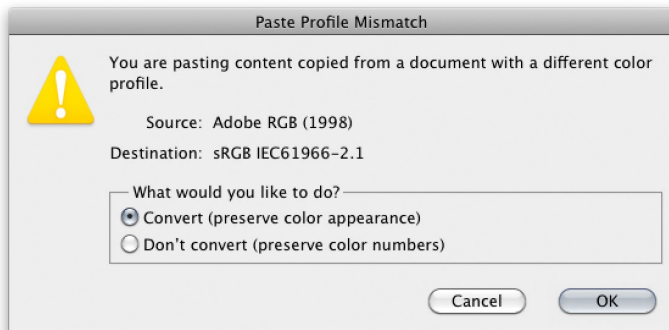 Paste Profile Mismatch
You are pasting content copied from a document with a different color
profile.
Source: Adobe RGB (1998)
Destination: sRGB IEC61966-2.1
What would you like to do?
Convert (preserve color appearance)
Don't convert (preserve color numbers)
Cancel OK